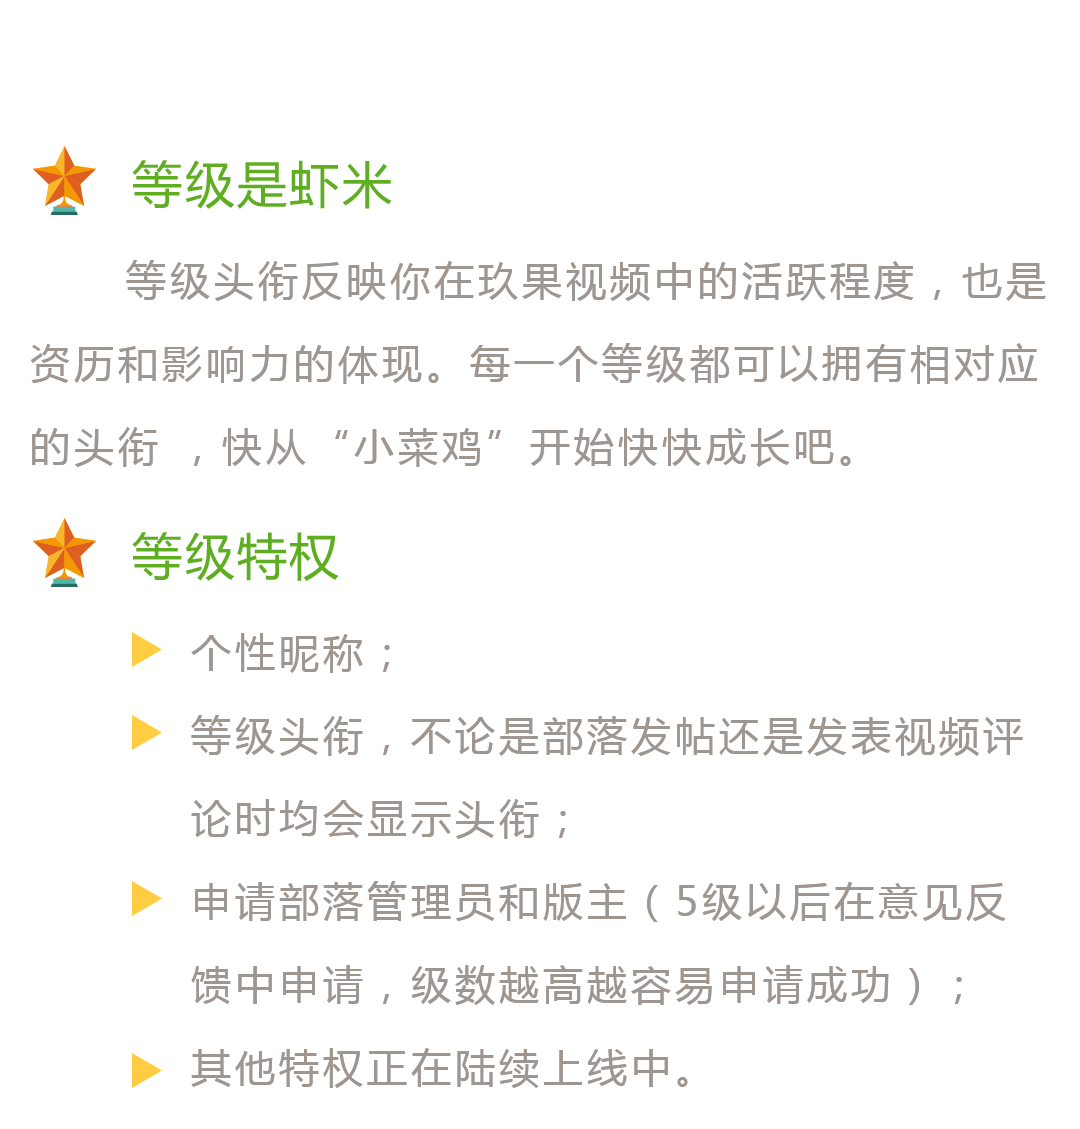 等级是虾米
等级头衔反映你在玖果视频中的活跃程度，也是
资历和影响力的体现。每一个等级都可以拥有相对应
的头衔 ，快从“小菜鸡”开始快快成长吧。
等级特权
个性昵称；
等级头衔，不论是部落发帖还是发表视频评
论时均会显示头衔；
申请部落管理员和版主（5级以后在意见反
馈中申请，级数越高越容易申请成功）；
其他特权正在陆续上线中。